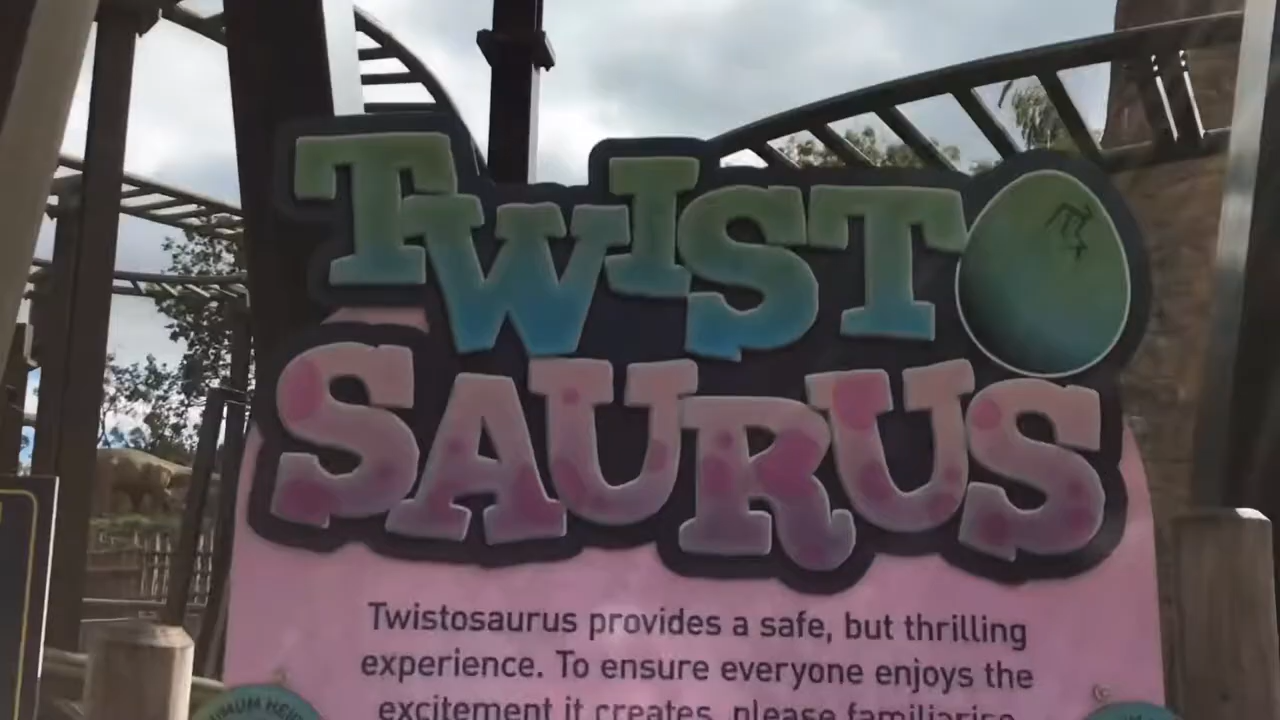 TWISTO
SAURUS
Twistosaurus provides a safe, but thrilling
experience. To ensure everyone enjoys the
excitement it creates, please familiarise